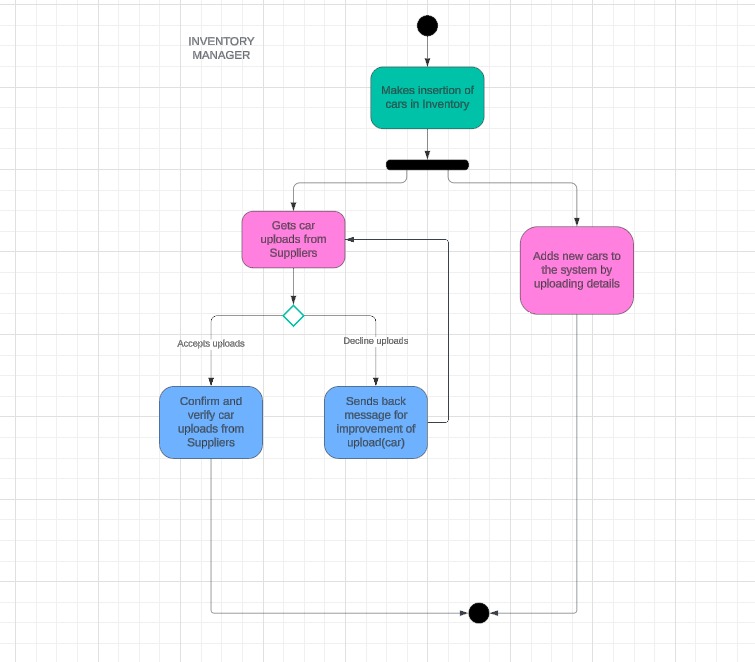 INVENTORY
MANAGER
Makes insertion of
cars in Inventory
Gets car
uploads from
Suppliers
Adds new cars to
the system by
uploading details
Accepts uploads
Decline uploads
Confirm and
verify car
uploads from
Suppliers
Sends back
message for
improvement of
upload(car)